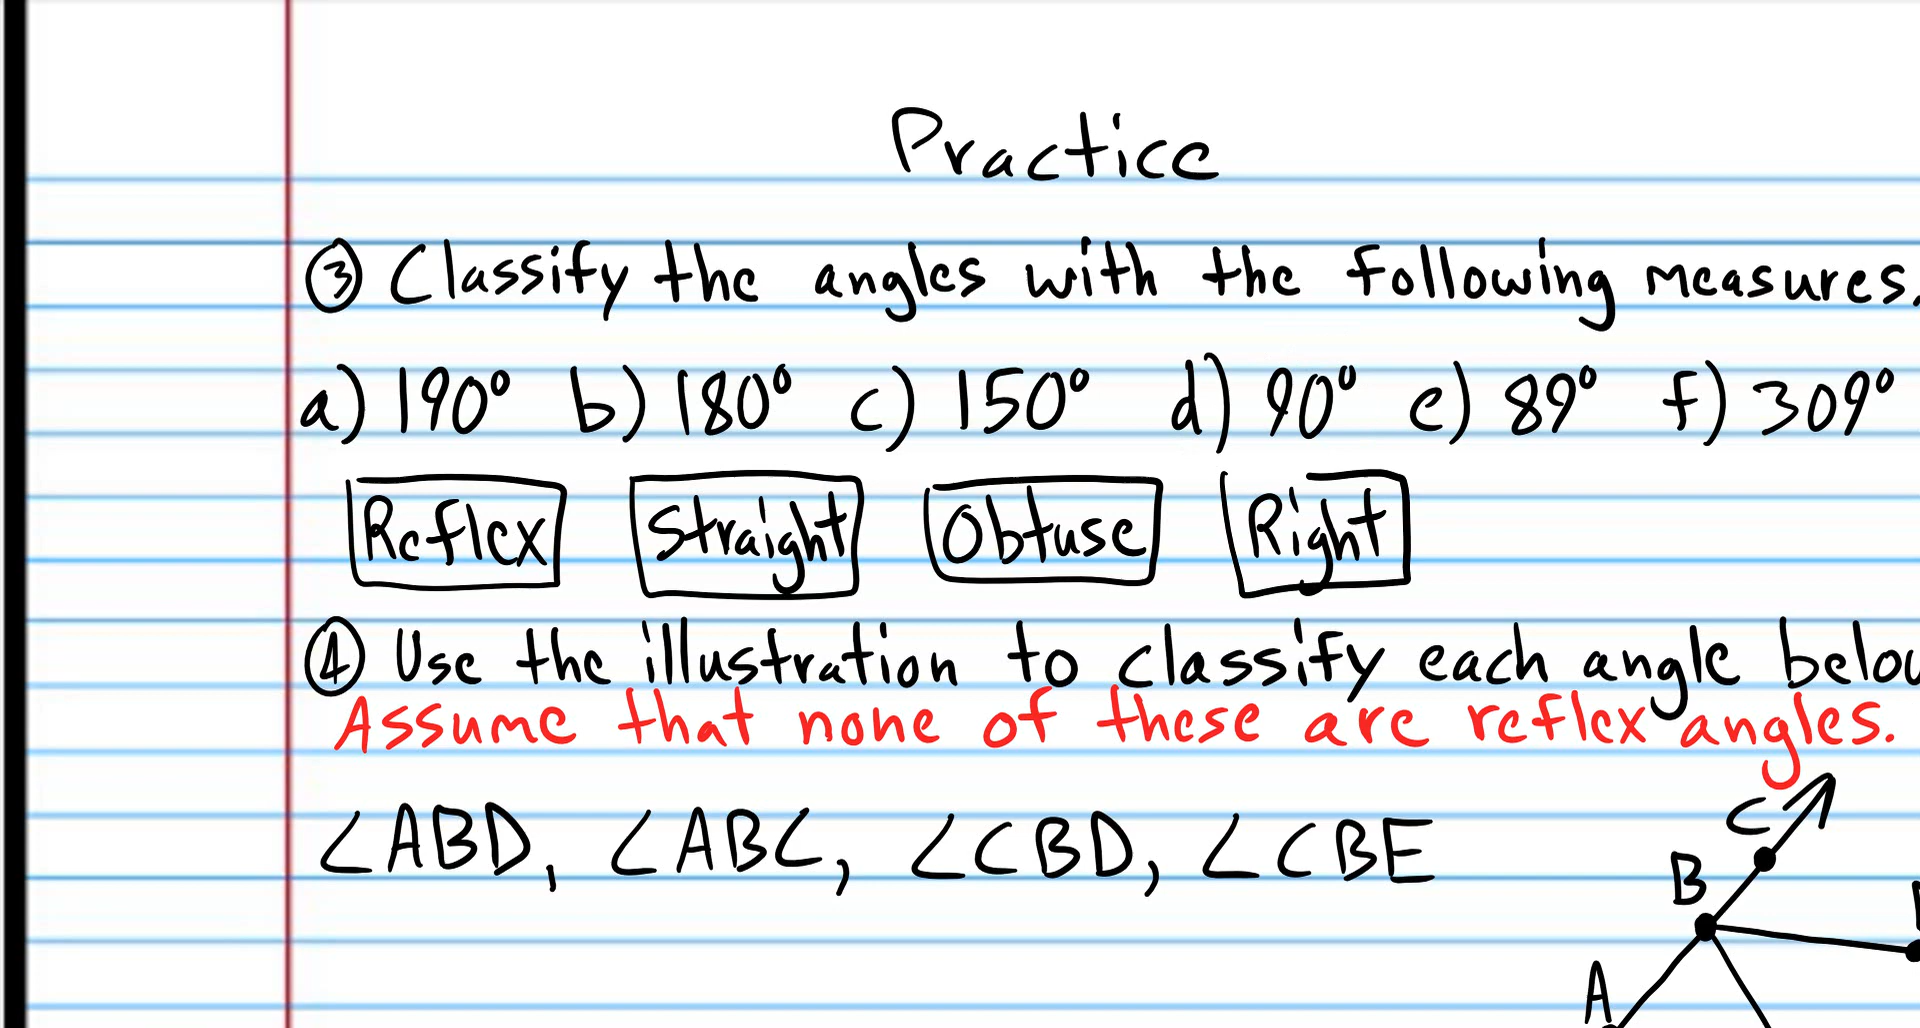 Practice
③ Classify the angles with the following measures.
a) 190° b) 180° c) 150° d) 90° e) 89° f) 309°
Reflex Straight Obtuse Right
④ Use the illustration to classify each angle
Assume that none of these are reflex angles.
∠ABD, ∠ABC, ∠CBD, ∠CBE
C
B
A